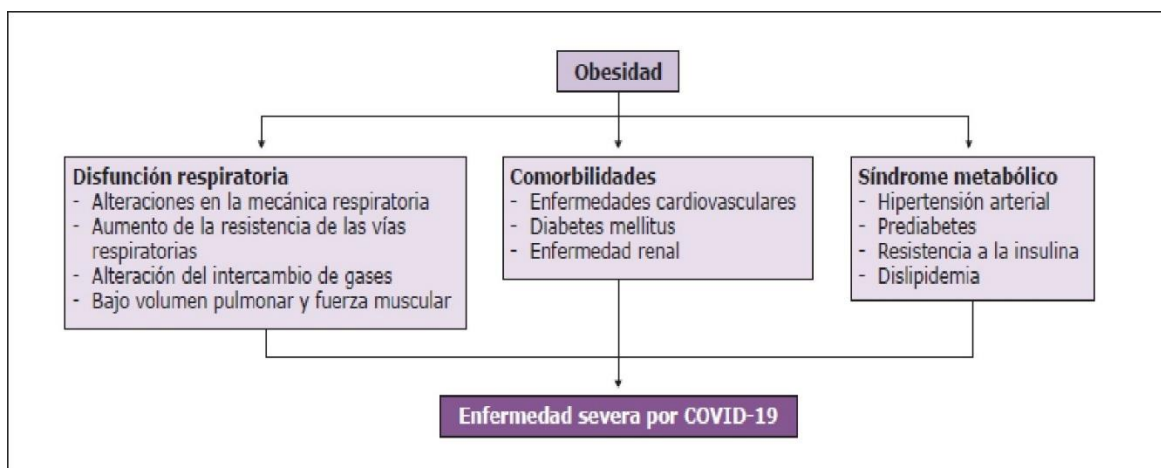 Obesidad
Disfunción respiratoria
- Alteraciones en la mecánica respiratoria
- Aumento de la resistencia de las vías
respiratorias
- Alteración del intercambio de gases
- Bajo volumen pulmonar y fuerza muscular
Comorbilidades
- Enfermedades cardiovasculares
- Diabetes mellitus
- Enfermedad renal
Síndrome metabólico
- Hipertensión arterial
- Prediabetes
- Resistencia a la insulina
- Dislipidemia
Enfermedad severa por COVID-19